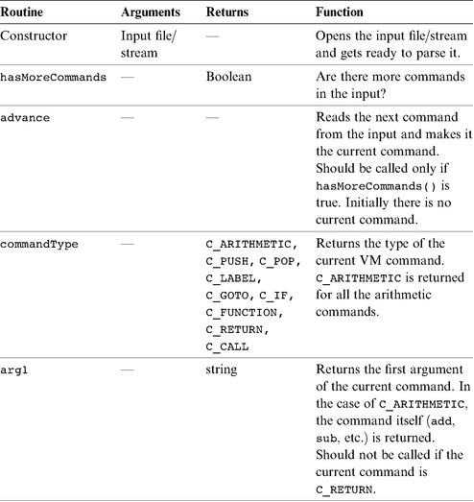 Routine Arguments Returns Function
Constructor Input file/ — Opens the input file/stream
stream and gets ready to parse it.
hasMoreCommands — Boolean Are there more commands
in the input?
advance — — Reads the next command
from the input and makes it
the current command.
Should be called only if
hasMoreCommands() is
true. Initially there is no
current command.
commandType — C_ARITHMETIC, Returns the type of the
C_PUSH, C_POP, current VM command.
C_LABEL, C_ARITHMETIC is returned
C_GOTO, C_IF, for all the arithmetic
C_FUNCTION, commands.
C_RETURN,
C_CALL
arg1 — string Returns the first argument
of the current command. In
the case of C_ARITHMETIC,
the command itself (add,
sub, etc.) is returned.
Should not be called if the
current command is
C_RETURN.